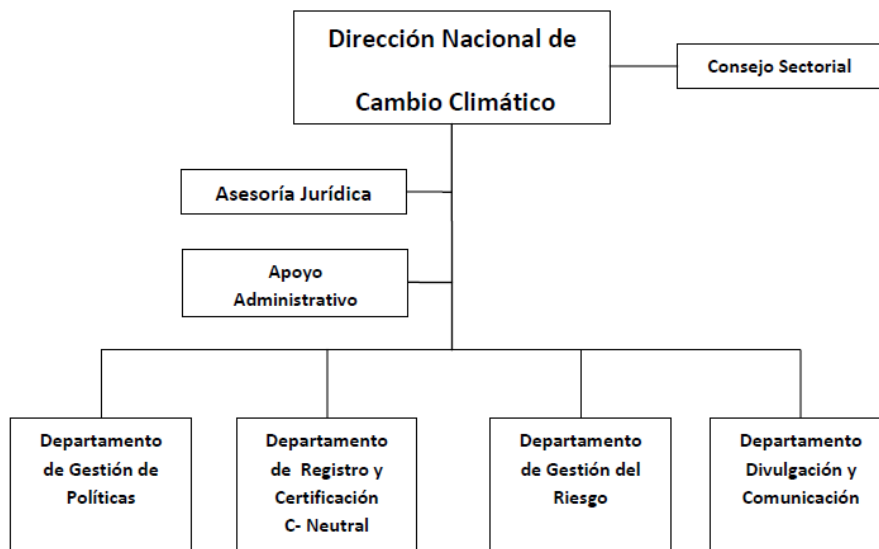 Dirección Nacional de
Cambio Climático
Consejo Sectorial
Asesoría Jurídica
Apoyo
Administrativo
Departamento
de Gestión de
Políticas
Departamento
de Registro y
Certificación
C- Neutral
Departamento
de Gestión del
Riesgo
Departamento
Divulgación y
Comunicación